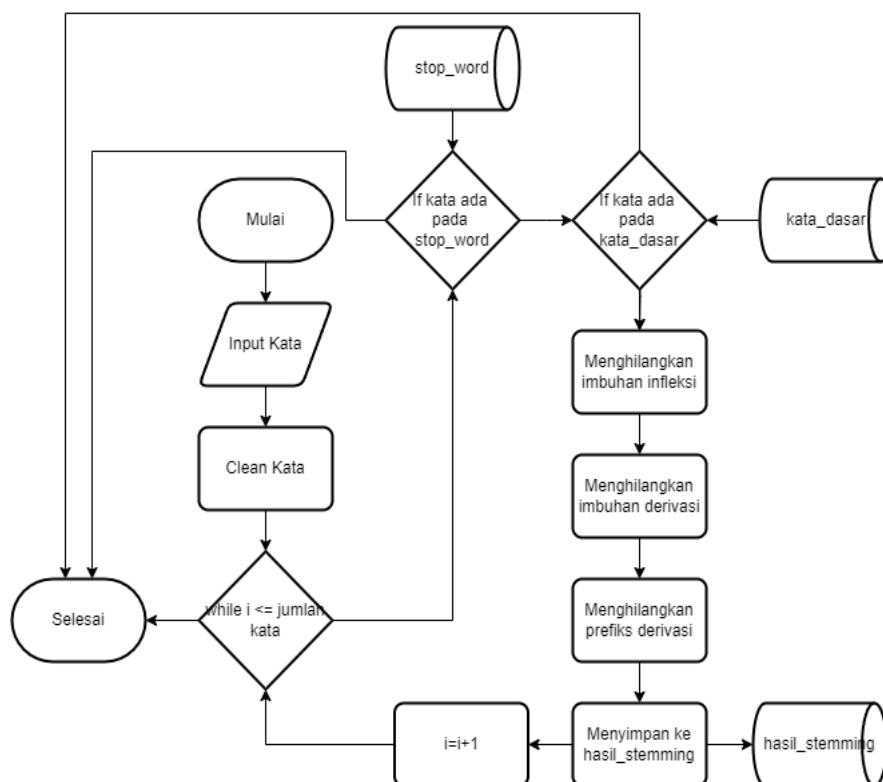 stop_word
Mulai
If kata ada
pada
stop_word
If kata ada
pada
kata_dasar
kata_dasar
Input Kata
Menghilangkan
imbuhan infleksi
Clean Kata
Menghilangkan
imbuhan derivasi
Selesai
while i <= jumlah
kata
Menghilangkan
prefiks derivasi
i=i+1
Menyimpan ke
hasil_stemming
hasil_stemming